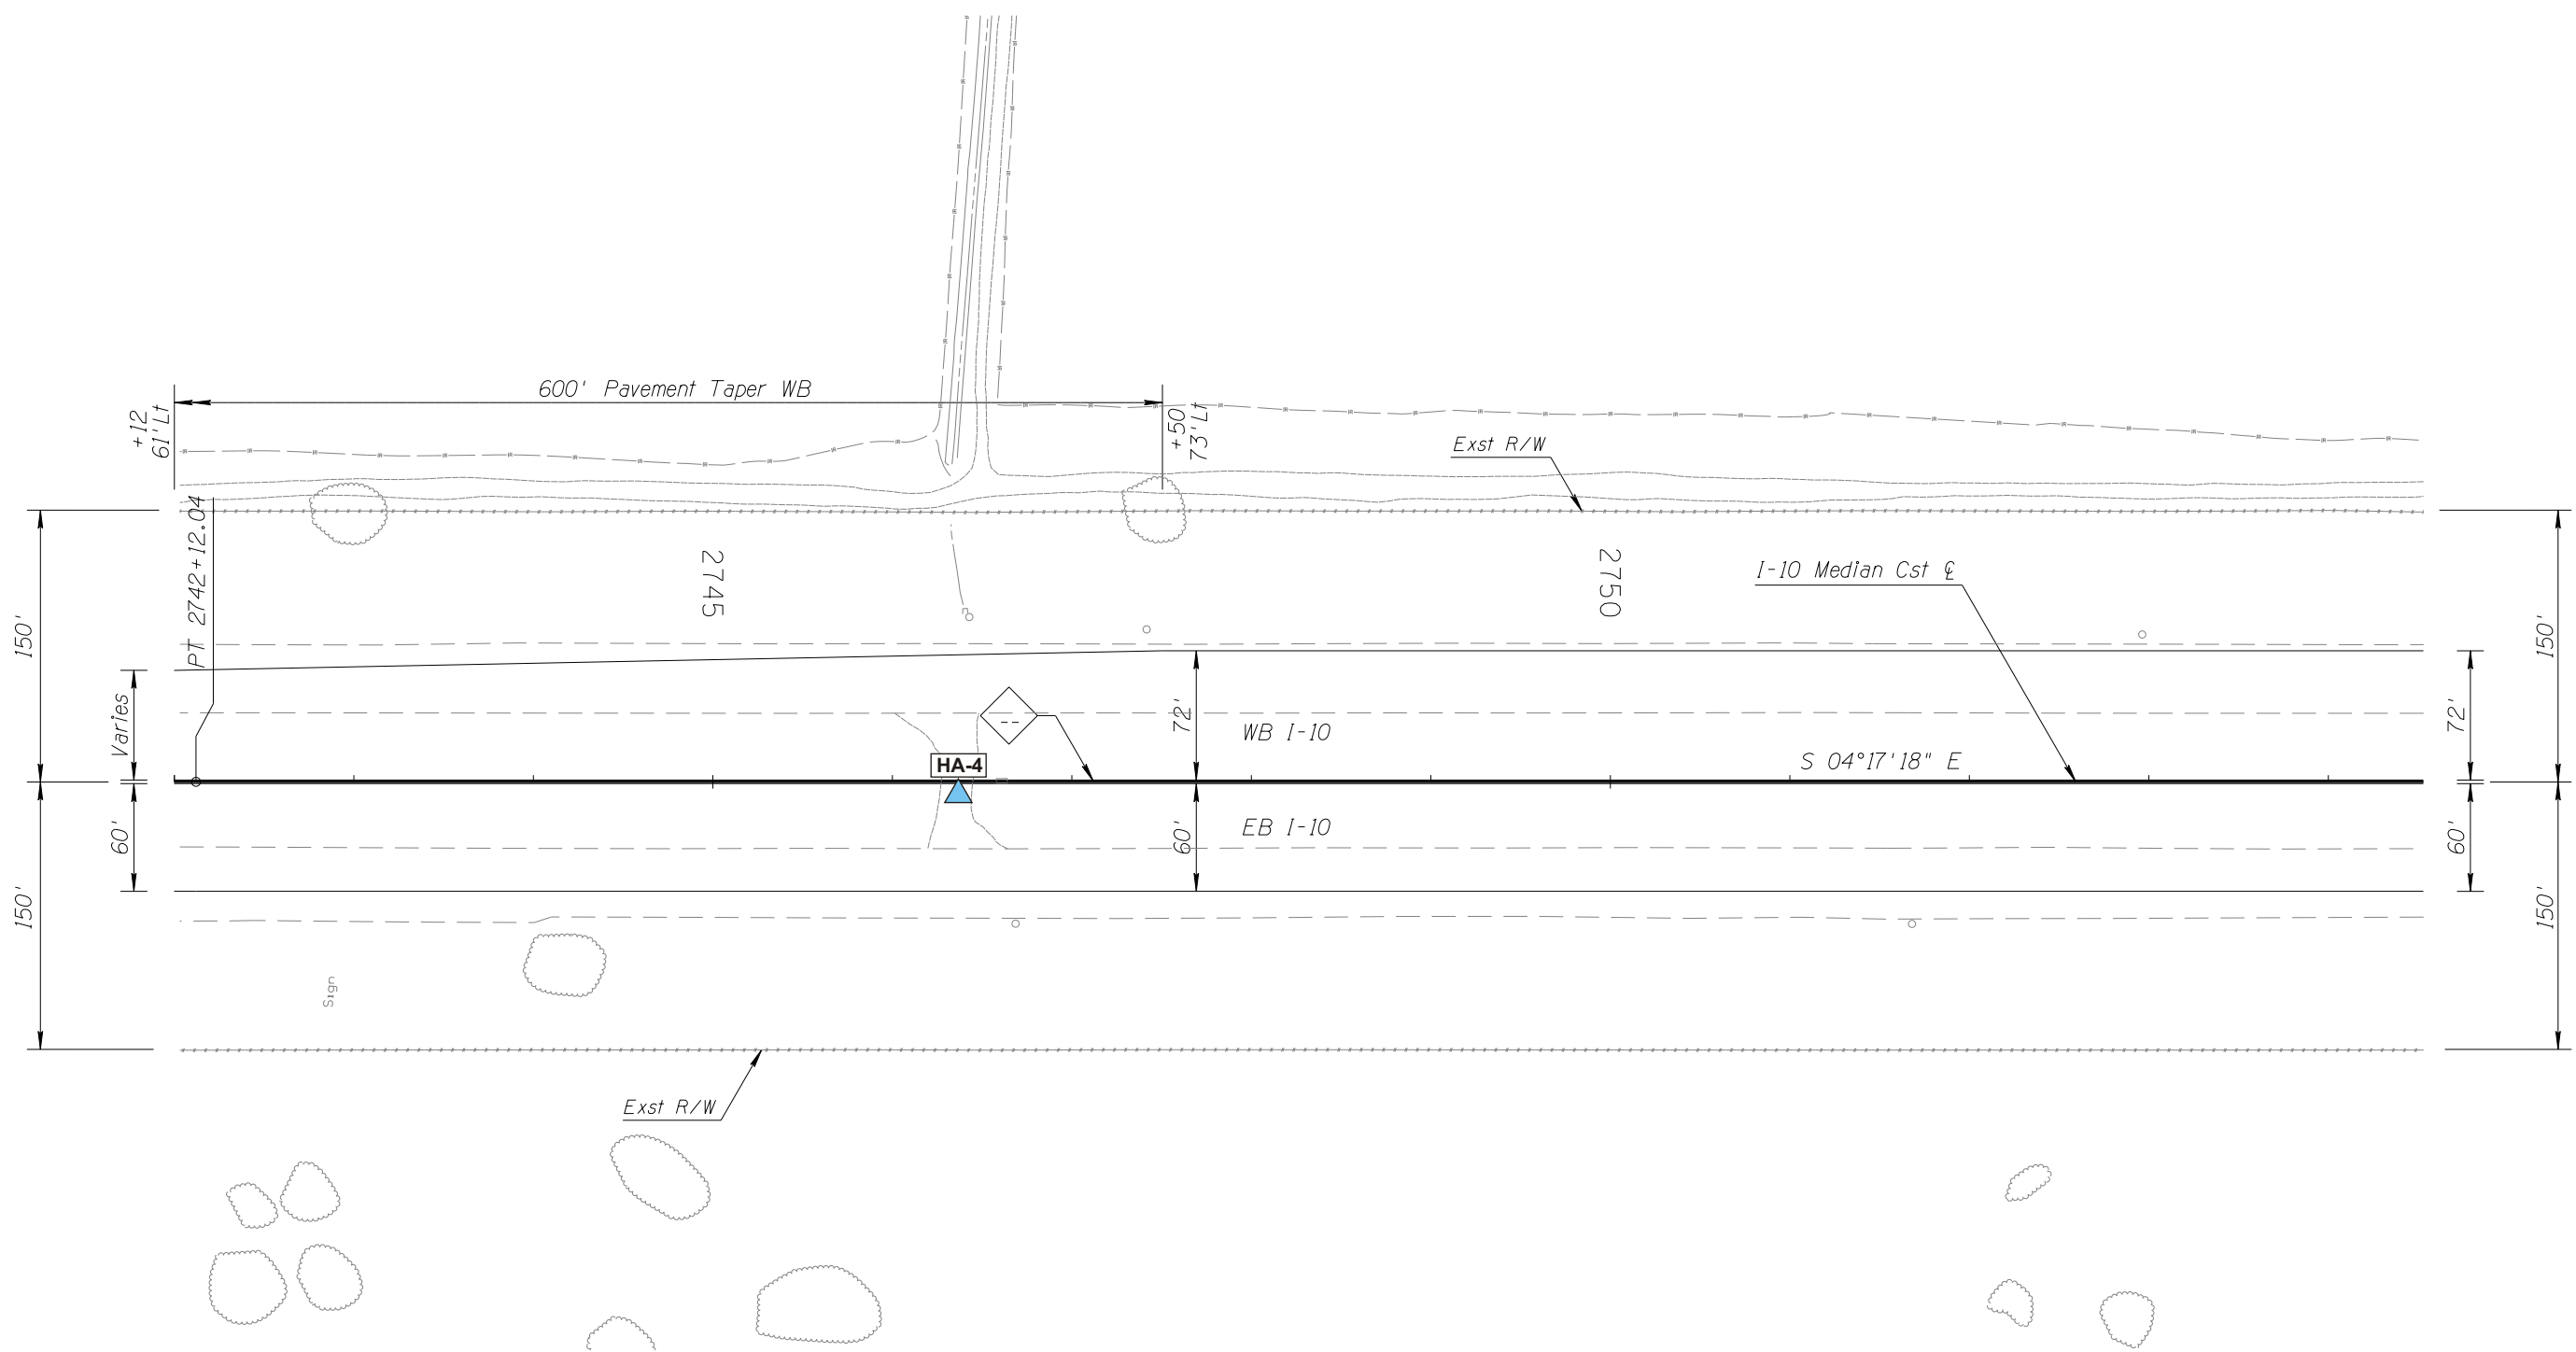 600' Pavement Taper WB
+12
61' Lt
+50
73' Lt
Exst R/W
PT 2742+12.04
2745
2750
I-10 Median Cst ℄
150'
150'
Varies
72'
72'
--
WB I-10
HA-4
S 04°17'18" E
60'
60'
EB I-10
60'
150'
150'
Sign
Exst R/W